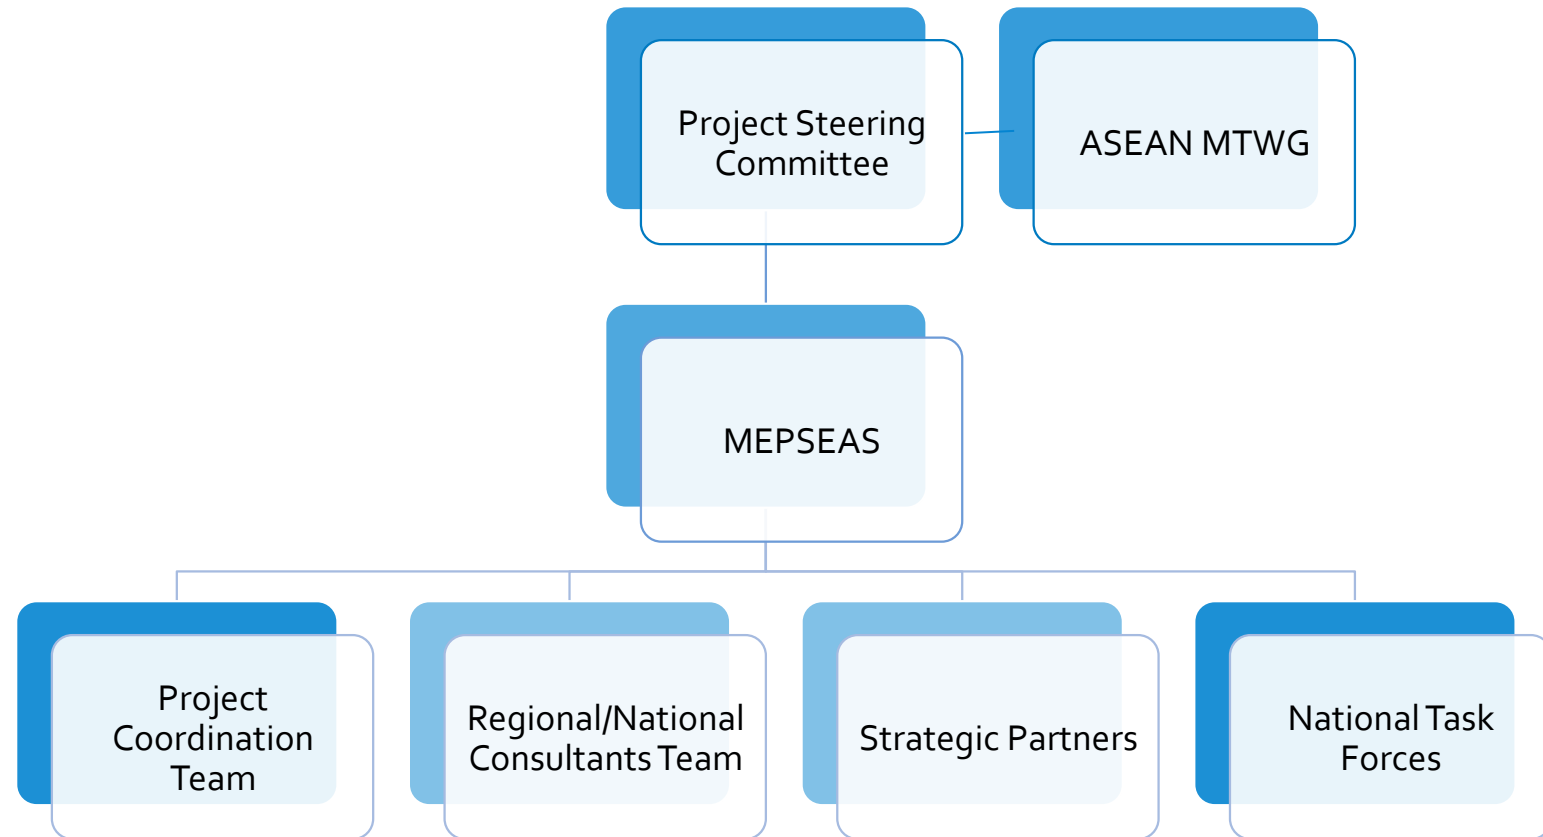 Project Steering
Committee
ASEAN MTWG
MEPSEAS
Project
Coordination
Team
Regional/National
Consultants Team
Strategic Partners
National Task
Forces